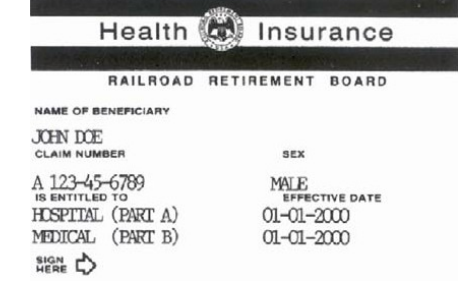 Health Insurance
RAILROAD RETIREMENT BOARD
NAME OF BENEFICIARY
JOHN DOE
CLAIM NUMBER SEX
A 123-45-6789 MALE
IS ENTITLED TO EFFECTIVE DATE
HOSPITAL (PART A) 01-01-2000
MEDICAL (PART B) 01-01-2000
SIGN
HERE